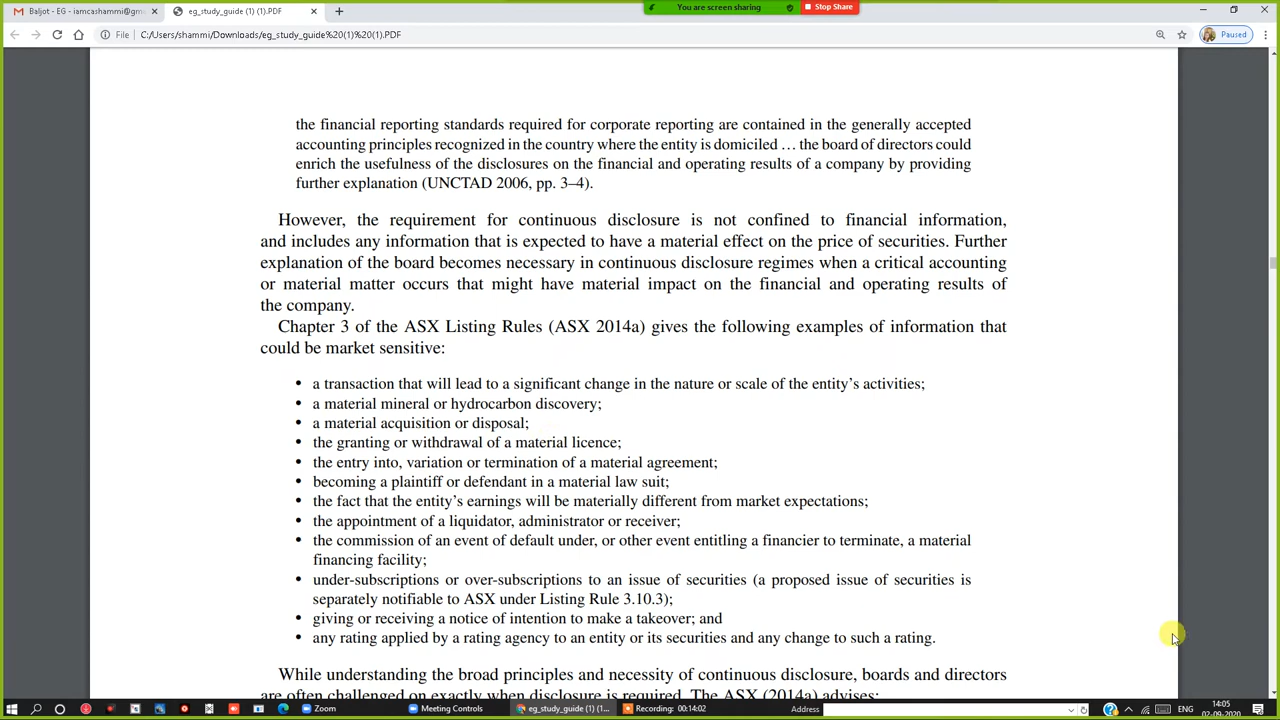 Baljot - EG - iamcashammi@gm
eg_study_guide (1) (1).PDF
You are screen sharing
Stop Share
File
C:/Users/shammi/Downloads/eg_study_guide%20(1)%20(1).PDF
Paused
the financial reporting standards required for corporate reporting are contained in the generally accepted
accounting principles recognized in the country where the entity is domiciled … the board of directors could
enrich the usefulness of the disclosures on the financial and operating results of a company by providing
further explanation (UNCTAD 2006, pp. 3–4).
However, the requirement for continuous disclosure is not confined to financial information,
and includes any information that is expected to have a material effect on the price of securities. Further
explanation of the board becomes necessary in continuous disclosure regimes when a critical accounting
or material matter occurs that might have material impact on the financial and operating results of
the company.
Chapter 3 of the ASX Listing Rules (ASX 2014a) gives the following examples of information that
could be market sensitive:
• a transaction that will lead to a significant change in the nature or scale of the entity’s activities;
• a material mineral or hydrocarbon discovery;
• a material acquisition or disposal;
• the granting or withdrawal of a material licence;
• the entry into, variation or termination of a material agreement;
• becoming a plaintiff or defendant in a material law suit;
• the fact that the entity’s earnings will be materially different from market expectations;
• the appointment of a liquidator, administrator or receiver;
• the commission of an event of default under, or other event entitling a financier to terminate, a material
financing facility;
• under-subscriptions or over-subscriptions to an issue of securities (a proposed issue of securities is
separately notifiable to ASX under Listing Rule 3.10.3);
• giving or receiving a notice of intention to make a takeover; and
• any rating applied by a rating agency to an entity or its securities and any change to such a rating.
While understanding the broad principles and necessity of continuous disclosure, boards and directors
are often challenged on exactly when disclosure is required. The ASX (2014a) advises:
Zoom
Meeting Controls
eg_study_guide (1) (1...
Recording: 00:14:02
Address
ENG
14:05
02-09-2020